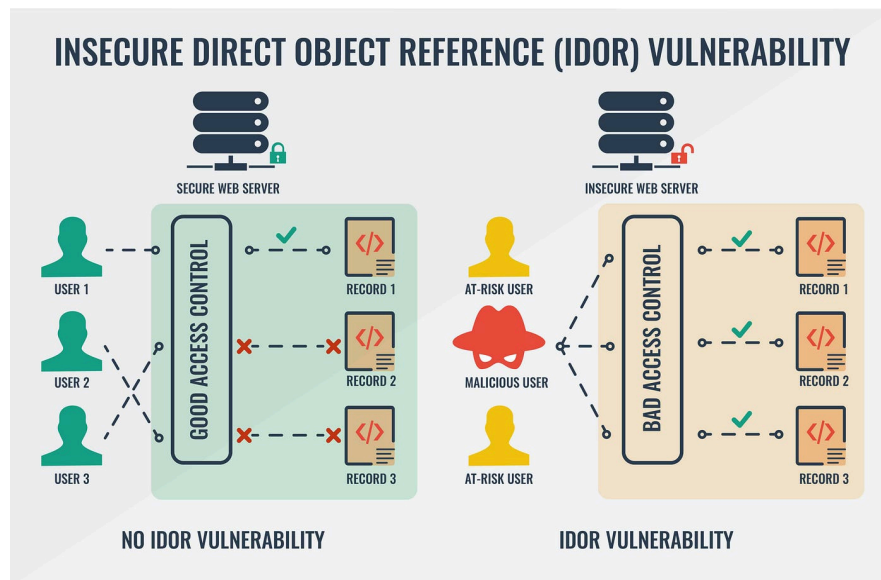 INSECURE DIRECT OBJECT REFERENCE (IDOR) VULNERABILITY
SECURE WEB SERVER
USER 1
USER 2
USER 3
GOOD ACCESS CONTROL
</>
RECORD 1
</>
RECORD 2
</>
RECORD 3
NO IDOR VULNERABILITY
INSECURE WEB SERVER
AT-RISK USER
MALICIOUS USER
AT-RISK USER
BAD ACCESS CONTROL
</>
RECORD 1
</>
RECORD 2
</>
RECORD 3
IDOR VULNERABILITY